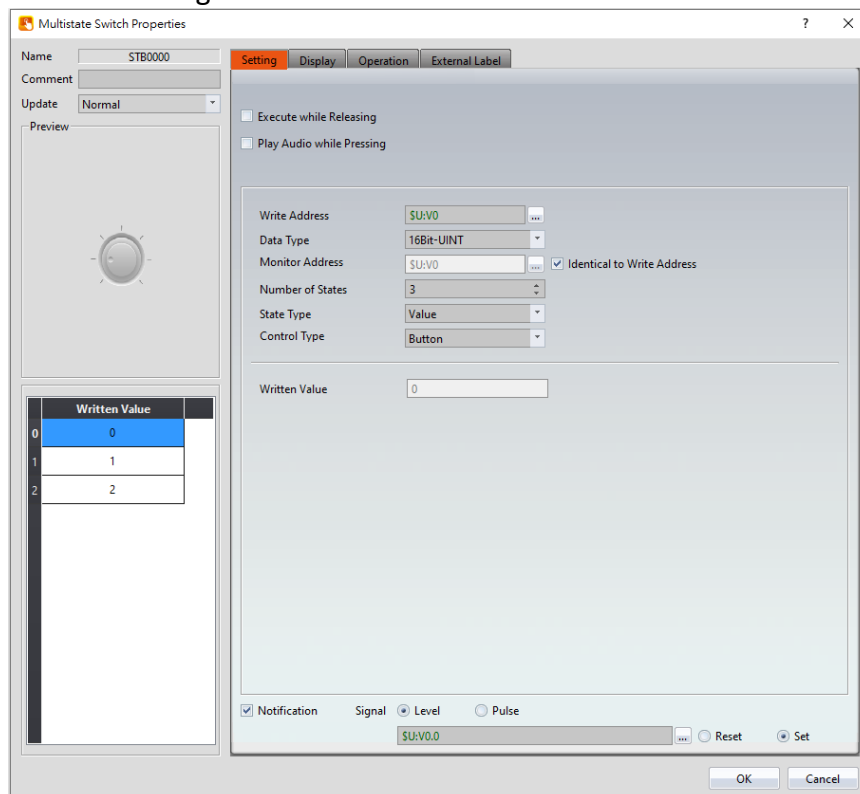 Multistate Switch Properties ? ×
Name STB0000
Comment
Update Normal
Preview
Written Value
0 0
1 1
2 2
Setting Display Operation External Label
Execute while Releasing
Play Audio while Pressing
Write Address $U:V0 ...
Data Type 16Bit-UINT
Monitor Address $U:V0 ... Identical to Write Address
Number of States 3
State Type Value
Control Type Button
Written Value 0
Notification Signal Level Pulse
$U:V0.0 ... Reset Set
OK Cancel